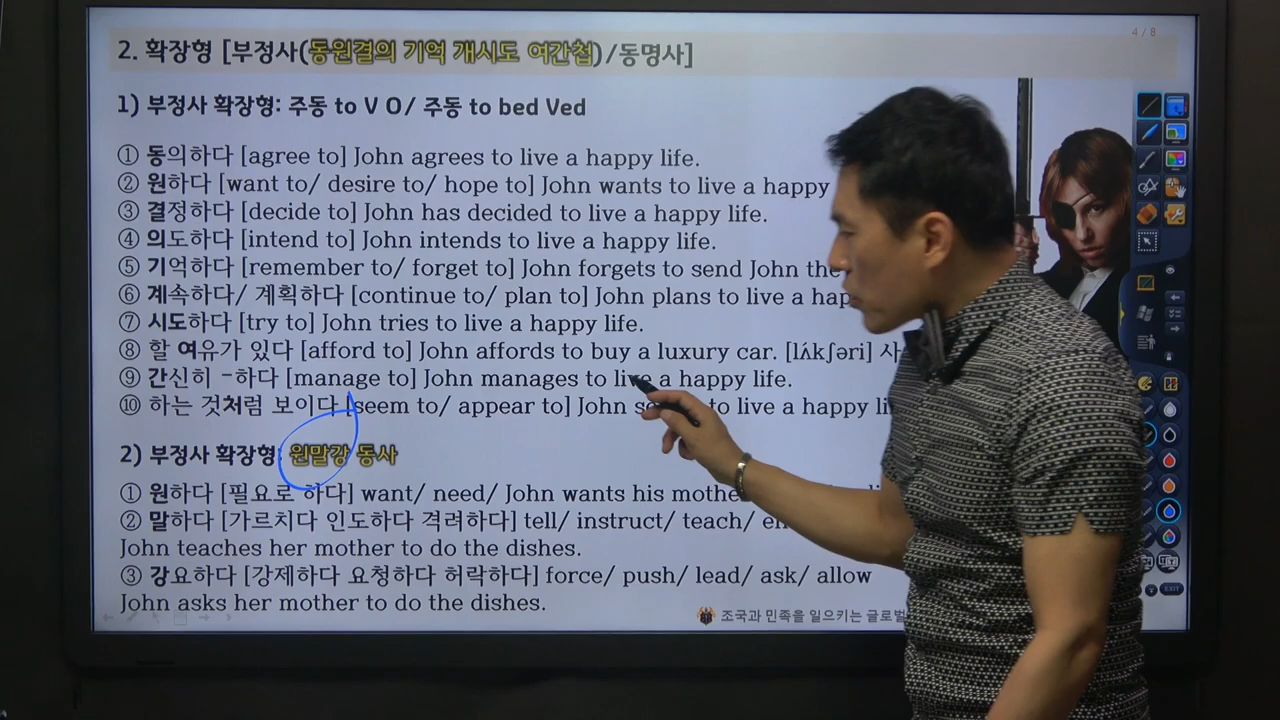 4 / 8
2. 확장형 [부정사(동원결의 기억 개시도 여간첩)/동명사]
1) 부정사 확장형: 주동 to V O/ 주동 to bed Ved
① 동의하다 [agree to] John agrees to live a happy life.
② 원하다 [want to/ desire to/ hope to] John wants to live a happy
③ 결정하다 [decide to] John has decided to live a happy life.
④ 의도하다 [intend to] John intends to live a happy life.
⑤ 기억하다 [remember to/ forget to] John forgets to send John the
⑥ 계속하다/ 계획하다 [continue to/ plan to] John plans to live a
⑦ 시도하다 [try to] John tries to live a happy life.
⑧ 할 여유가 있다 [afford to] John affords to buy a luxury car. [lʌ́kʃəri]
⑨ 간신히 -하다 [manage to] John manages to live a happy life.
⑩ 하는 것처럼 보이다 [seem to/ appear to] John to live a happy
2) 부정사 확장형: 원말강 동사
① 원하다 [필요로 하다] want/ need/ John wants his
② 말하다 [가르치다 인도하다 격려하다] tell/ instruct/ teach/
John teaches her mother to do the dishes.
③ 강요하다 [강제하다 요청하다 허락하다] force/ push/ lead/ ask/ allow
John asks her mother to do the dishes.
조국과 민족을 일으키는 글로벌
EXIT